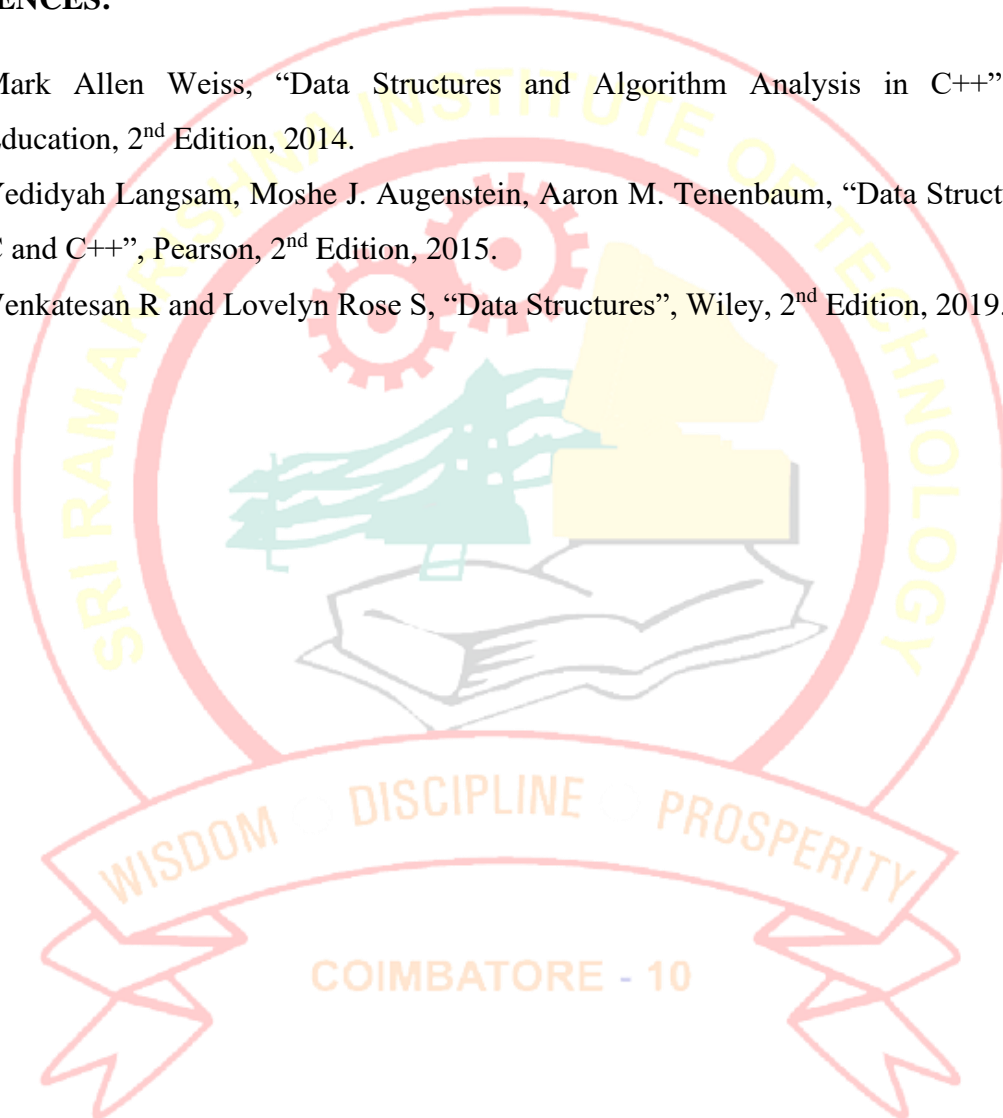 ENCES:
Mark Allen Weiss, “Data Structures and Algorithm Analysis in C++”
Education, 2nd Edition, 2014.
Yedidyah Langsam, Moshe J. Augenstein, Aaron M. Tenenbaum, “Data Struct
C and C++”, Pearson, 2nd Edition, 2015.
Venkatesan R and Lovelyn Rose S, “Data Structures”, Wiley, 2nd Edition, 2019.
SRI RAMAKRISHNA INSTITUTE OF TECHNOLOGY
WISDOM DISCIPLINE PROSPERITY
COIMBATORE - 10